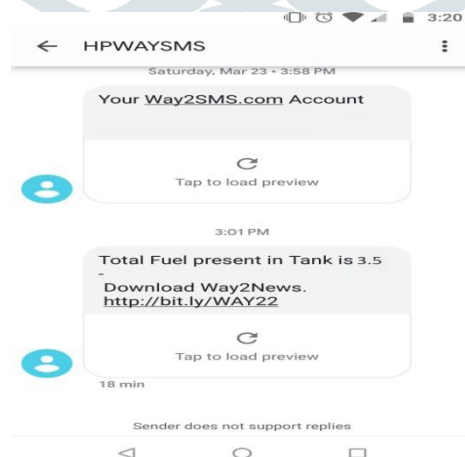 3:20
HPWAYSMS
Saturday, Mar 23 • 3:58 PM
Your Way2SMS.com Account
Tap to load preview
3:01 PM
Total Fuel present in Tank is 3.5
-
Download Way2News.
http://bit.ly/WAY22
Tap to load preview
18 min
Sender does not support replies